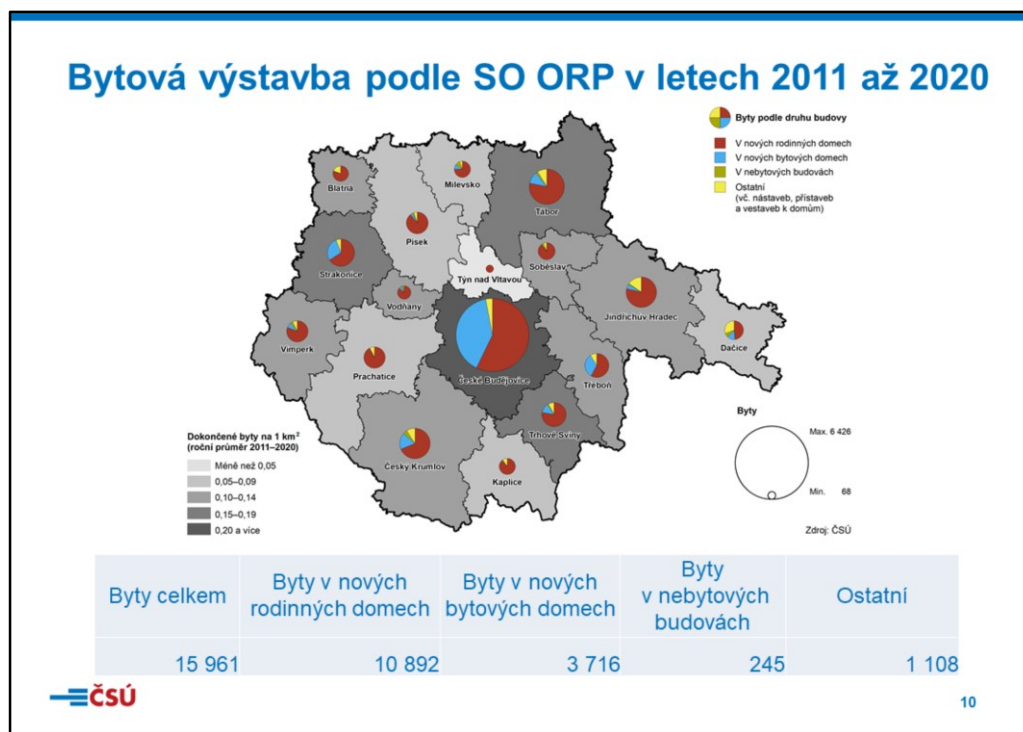 Bytová výstavba podle SO ORP v letech 2011 až 2020
Byty podle druhu budovy
V nových rodinných domech
V nových bytových domech
V nebytových budovách
Ostatní
(vč. nástaveb, přístaveb
a vestaveb k domům)
Blatná
Milevsko
Tábor
Písek
Strakonice
Týn nad Vltavou
Soběslav
Vodňany
Jindřichův Hradec
Vimperk
Dačice
Prachatice
České Budějovice
Třeboň
Trhové Sviny
Český Krumlov
Kaplice
Dokončené byty na 1 km²
(roční průměr 2011–2020)
Méně než 0,05
0,05–0,09
0,10–0,14
0,15–0,19
0,20 a více
Byty
Max. 6 426
Min. 68
Zdroj: ČSÚ
Byty celkem
Byty v nových
rodinných domech
Byty v nových
bytových domech
Byty
v nebytových
budovách
Ostatní
15 961
10 892
3 716
245
1 108
ČSÚ
10